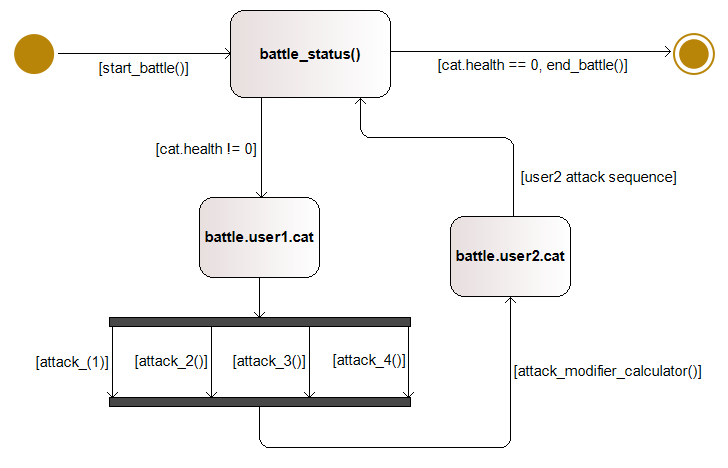 battle_status()
[start_battle()]
[cat.health == 0, end_battle()]
[cat.health != 0]
[user2 attack sequence]
battle.user1.cat
battle.user2.cat
[attack_(1)]
[attack_2()]
[attack_3()]
[attack_4()]
[attack_modifier_calculator()]